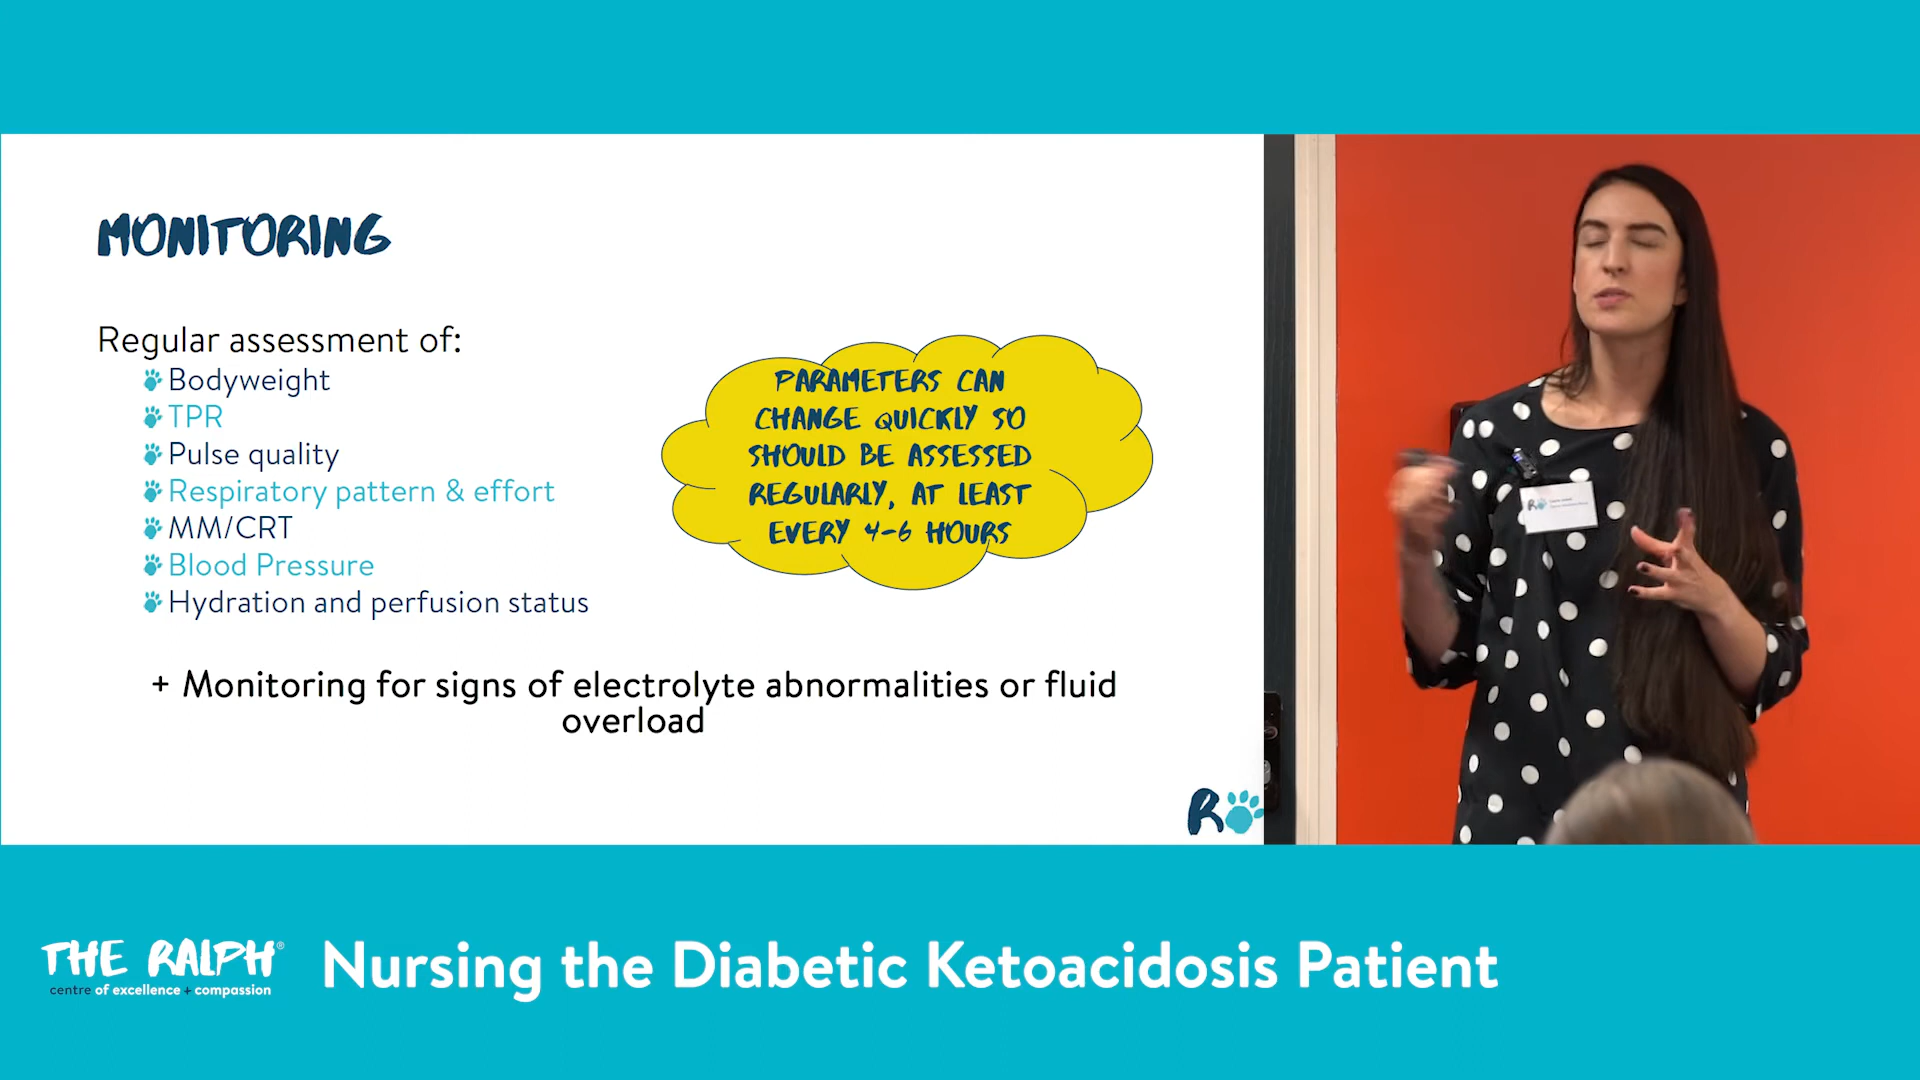 MONITORING
Regular assessment of:
Bodyweight
TPR
Pulse quality
Respiratory pattern & effort
MM/CRT
Blood Pressure
Hydration and perfusion status
PARAMETERS CAN
CHANGE QUICKLY SO
SHOULD BE ASSESSED
REGULARLY, AT LEAST
EVERY 4-6 HOURS
+ Monitoring for signs of electrolyte abnormalities or fluid
overload
R
R
THE RALPH®
centre of excellence + compassion
Nursing the Diabetic Ketoacidosis Patient